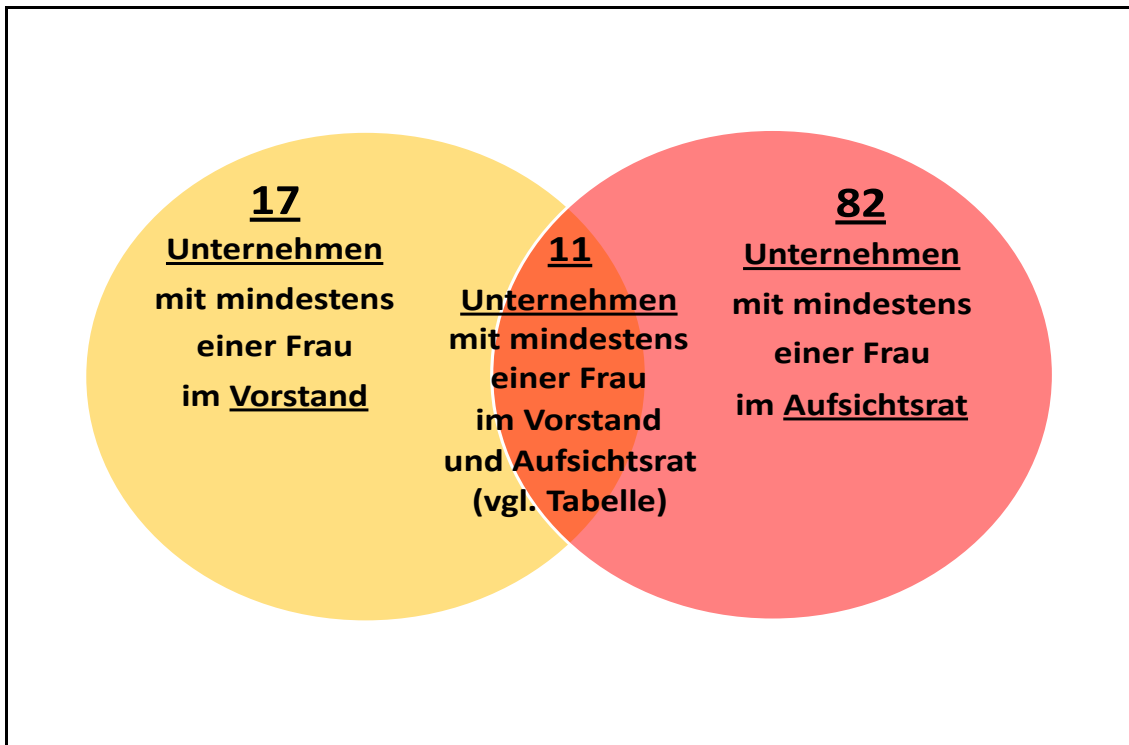 17
Unternehmen
mit mindestens
einer Frau
im Vorstand
11
Unternehmen
mit mindestens
einer Frau
im Vorstand
und Aufsichtsrat
(vgl. Tabelle)
82
Unternehmen
mit mindestens
einer Frau
im Aufsichtsrat